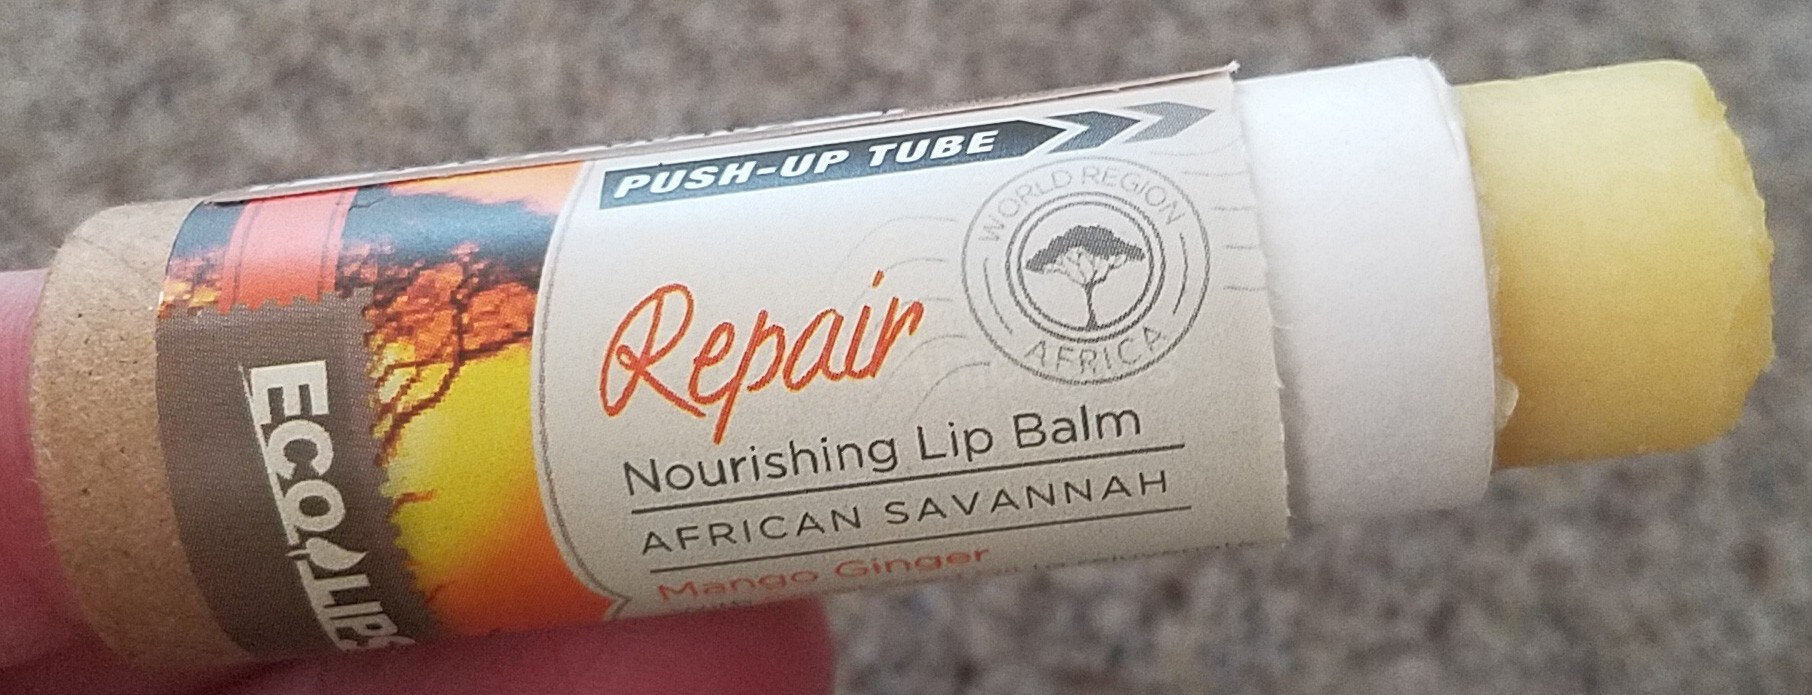 PUSH-UP TUBE
WORLD REGION
AFRICA
Repair
Nourishing Lip Balm
AFRICAN SAVANNAH
Mango Ginger
ECO LIPS